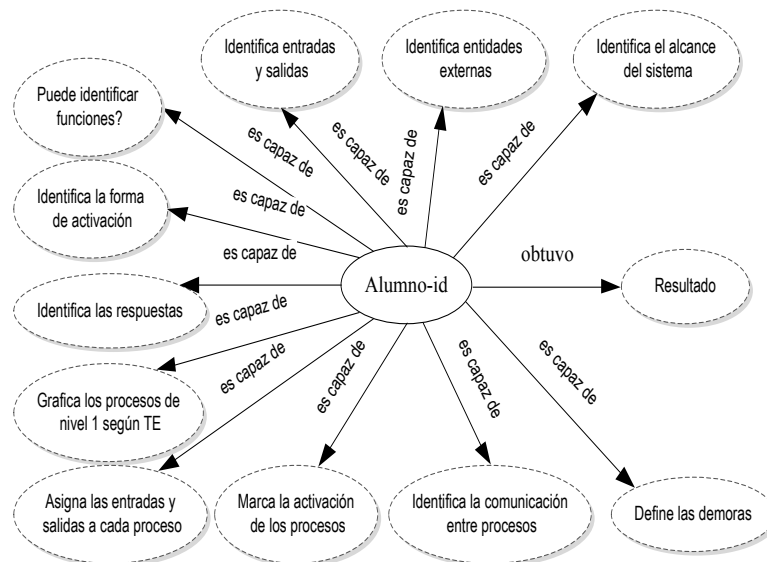 Identifica entradas
y salidas
Identifica entidades
externas
Identifica el alcance
del sistema
Puede identificar
funciones?
es capaz de
es capaz de
es capaz de
es capaz de
Identifica la forma
de activación
es capaz de
es capaz de
obtuvo
Alumno-id
Resultado
Identifica las respuestas
es capaz de
es capaz de
es capaz de
es capaz de
es capaz de
Grafica los procesos de
nivel 1 según TE
Asigna las entradas y
salidas a cada proceso
Marca la activación
de los procesos
Identifica la comunicación
entre procesos
Define las demoras